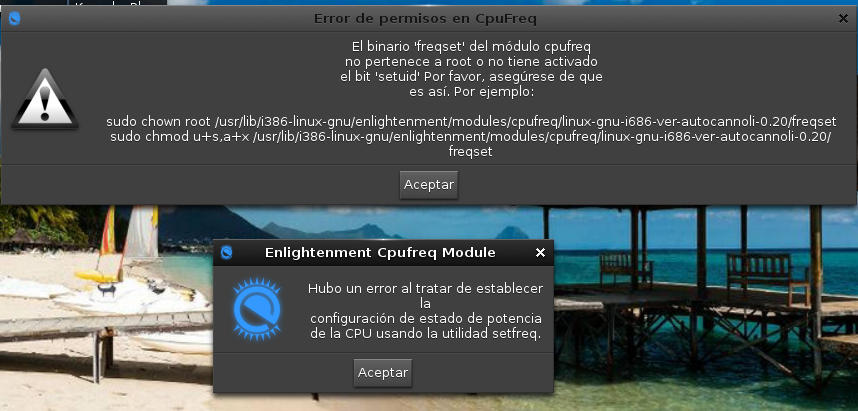 Error de permisos en CpuFreq
El binario 'freqset' del módulo cpufreq
no pertenece a root o no tiene activado
el bit 'setuid' Por favor, asegúrese de que
es así. Por ejemplo:
sudo chown root /usr/lib/i386-linux-gnu/enlightenment/modules/cpufreq/linux-gnu-i686-ver-autocannoli-0.20/freqset
sudo chmod u+s,a+x /usr/lib/i386-linux-gnu/enlightenment/modules/cpufreq/linux-gnu-i686-ver-autocannoli-0.20/
freqset
Aceptar
Enlightenment Cpufreq Module
Hubo un error al tratar de establecer
la
configuración de estado de potencia
de la CPU usando la utilidad setfreq.
Aceptar